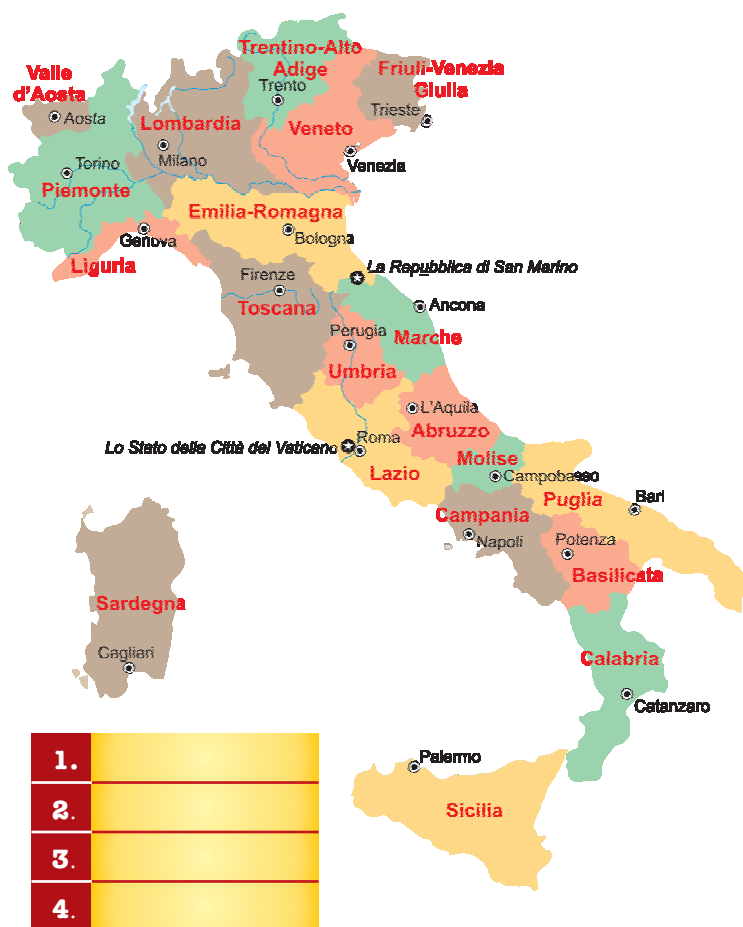 Trentino-Alto
Adige
Trento
Friuli-Venezia
Giulia
Trieste
Valle
d'Aosta
Aosta
Lombardia
Milano
Veneto
Venezia
Torino
Piemonte
Emilia-Romagna
Bologna
Genova
Liguria
La Repubblica di San Marino
Firenze
Toscana
Ancona
Marche
Perugia
Umbria
L'Aquila
Abruzzo
Lo Stato della Città del Vaticano
Roma
Lazio
Molise
Campobasso
Puglia
Bari
Campania
Napoli
Potenza
Basilicata
Sardegna
Cagliari
Calabria
Catanzaro
Palermo
Sicilia
1.
2.
3.
4.